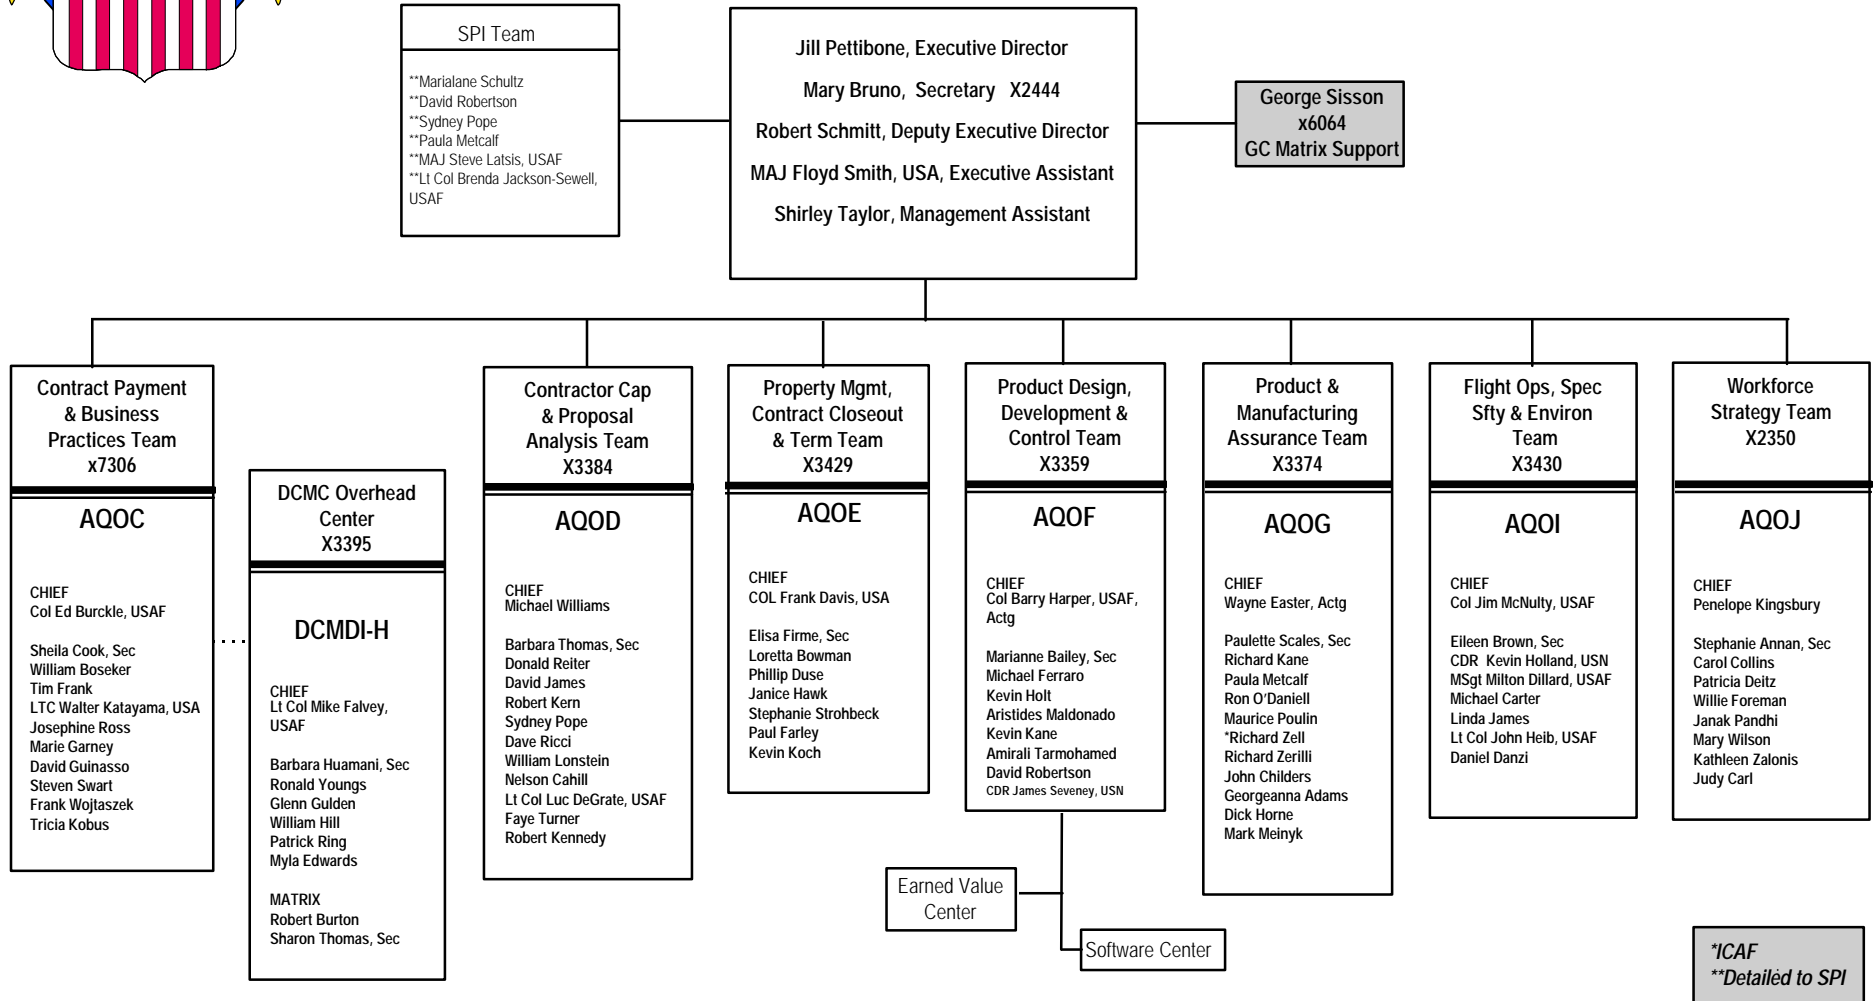 SPI Team
**Marialane Schultz
**David Robertson
**Sydney Pope
**Paula Metcalf
**MAJ Steve Latsis, USAF
**Lt Col Brenda Jackson-Sewell,
USAF
Jill Pettibone, Executive Director
Mary Bruno, Secretary X2444
Robert Schmitt, Deputy Executive Director
MAJ Floyd Smith, USA, Executive Assistant
Shirley Taylor, Management Assistant
George Sisson
x6064
GC Matrix Support
Contract Payment
& Business
Practices Team
x7306
AQOC
CHIEF
Col Ed Burckle, USAF
Sheila Cook, Sec
William Boseker
Tim Frank
LTC Walter Katayama, USA
Josephine Ross
Marie Garney
David Guinasso
Steven Swart
Frank Wojtaszek
Tricia Kobus
DCMC Overhead
Center
X3395
DCMDI-H
CHIEF
Lt Col Mike Falvey,
USAF
Barbara Huamani, Sec
Ronald Youngs
Glenn Gulden
William Hill
Patrick Ring
Myla Edwards
MATRIX
Robert Burton
Sharon Thomas, Sec
Contractor Cap
& Proposal
Analysis Team
X3384
AQOD
CHIEF
Michael Williams
Barbara Thomas, Sec
Donald Reiter
David James
Robert Kern
Sydney Pope
Dave Ricci
William Lonstein
Nelson Cahill
Lt Col Luc DeGrate, USAF
Faye Turner
Robert Kennedy
Property Mgmt,
Contract Closeout
& Term Team
X3429
AQOE
CHIEF
COL Frank Davis, USA
Elisa Firme, Sec
Loretta Bowman
Phillip Duse
Janice Hawk
Stephanie Strohbeck
Paul Farley
Kevin Koch
Product Design,
Development &
Control Team
X3359
AQOF
CHIEF
Col Barry Harper, USAF,
Actg
Marianne Bailey, Sec
Michael Ferraro
Kevin Holt
Aristides Maldonado
Kevin Kane
Amirali Tarmohamed
David Robertson
CDR James Seveney, USN
Earned Value
Center
Software Center
Product &
Manufacturing
Assurance Team
X3374
AQOG
CHIEF
Wayne Easter, Actg
Paulette Scales, Sec
Richard Kane
Paula Metcalf
Ron O'Daniell
Maurice Poulin
*Richard Zell
Richard Zerilli
John Childers
Georgeanna Adams
Dick Horne
Mark Meinyk
Flight Ops, Spec
Sfty & Environ
Team
X3430
AQOI
CHIEF
Col Jim McNulty, USAF
Eileen Brown, Sec
CDR Kevin Holland, USN
MSgt Milton Dillard, USAF
Michael Carter
Linda James
Lt Col John Heib, USAF
Daniel Danzi
Workforce
Strategy Team
X2350
AQOJ
CHIEF
Penelope Kingsbury
Stephanie Annan, Sec
Carol Collins
Patricia Deitz
Willie Foreman
Janak Pandhi
Mary Wilson
Kathleen Zalonis
Judy Carl
*ICAF
**Detailed to SPI